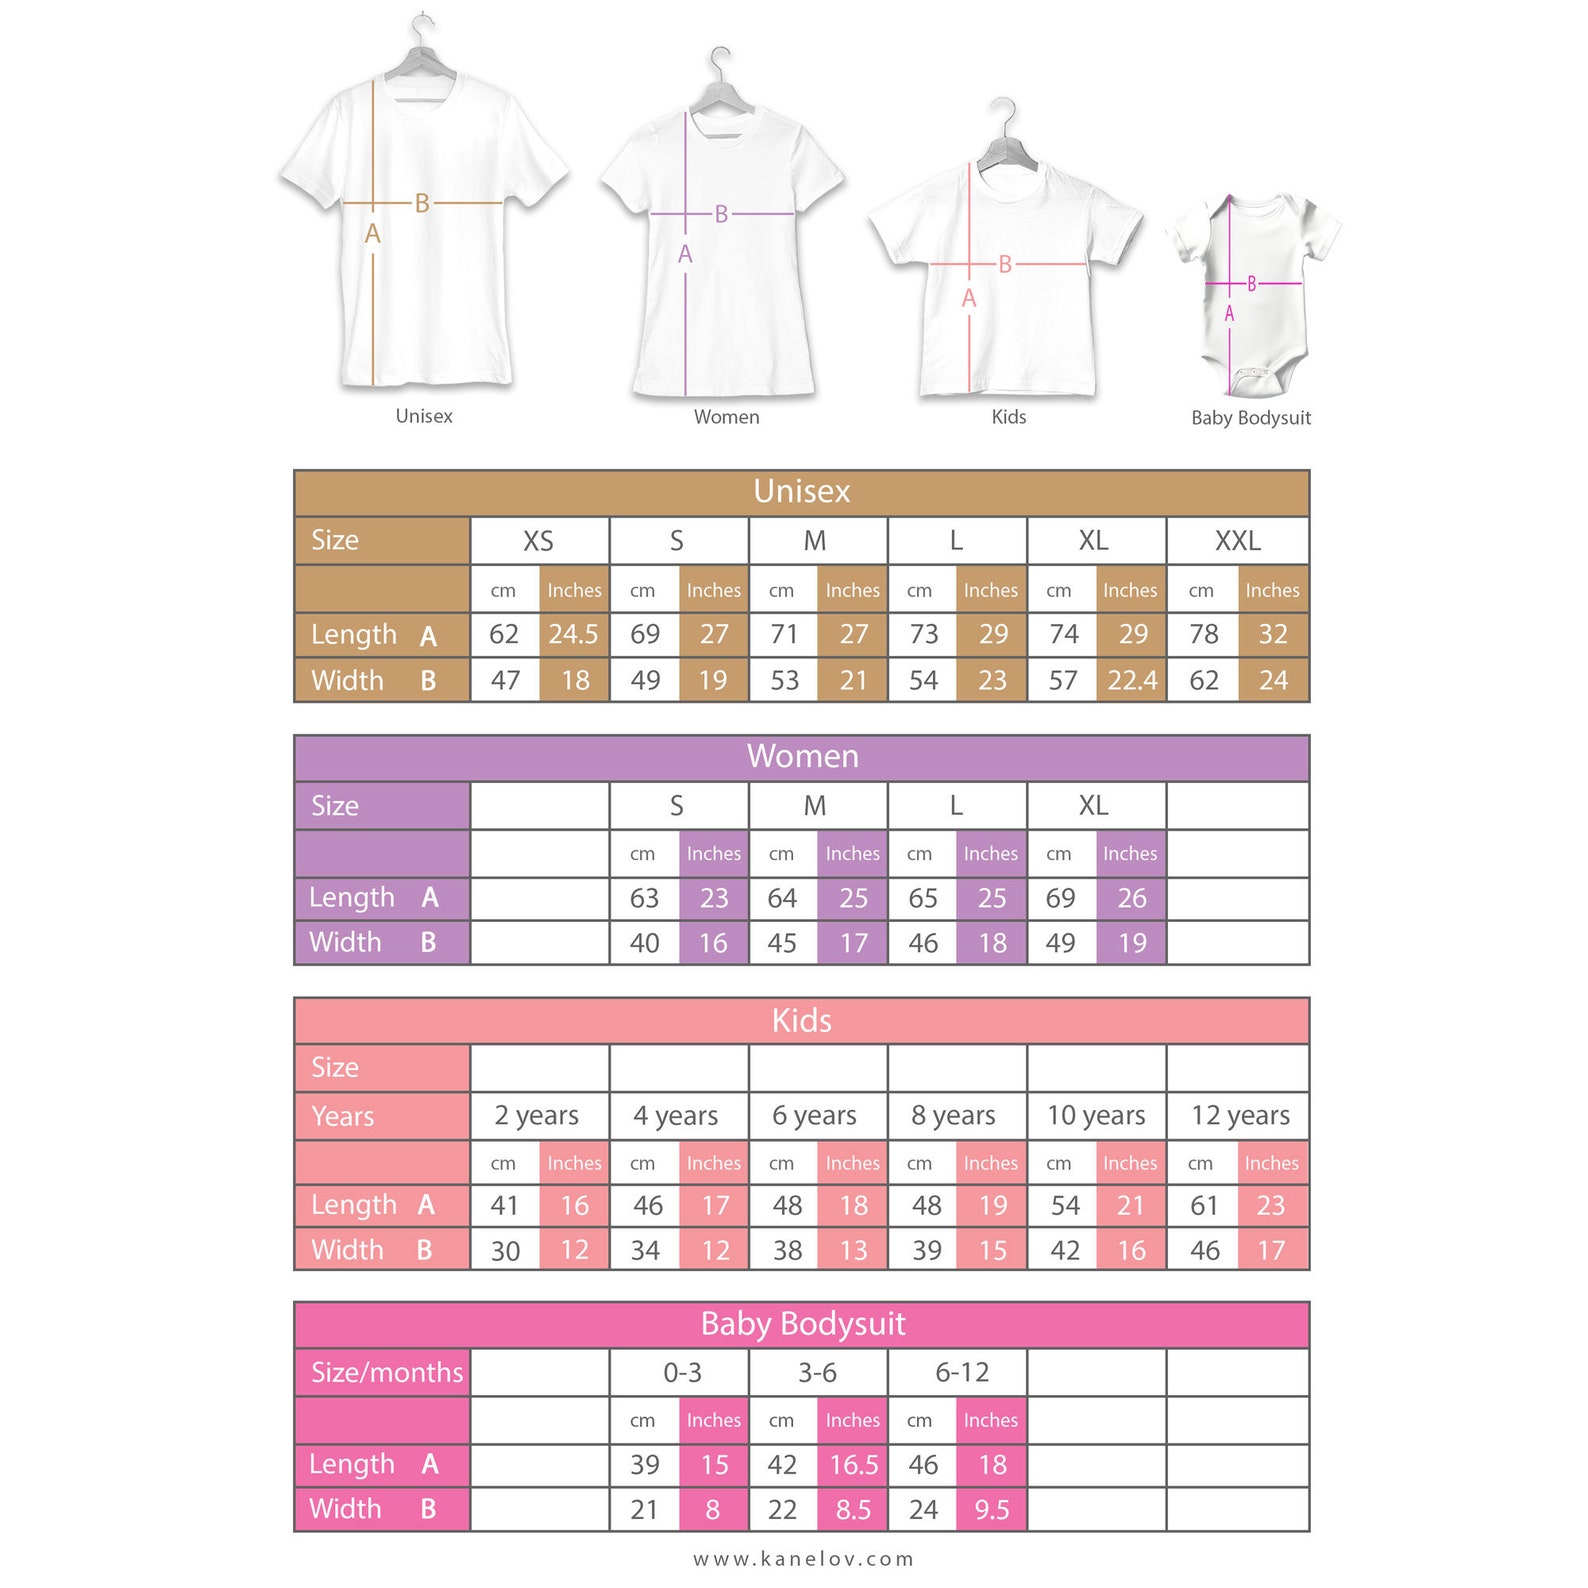 B
A
B
A
B
A
B
A
Unisex
Women
Kids
Baby Bodysuit
Unisex
Size XS S M L XL XXL
cm Inches cm Inches cm Inches cm Inches cm Inches cm Inches
Length A 62 24.5 69 27 71 27 73 29 74 29 78 32
Width B 47 18 49 19 53 21 54 23 57 22.4 62 24
Women
Size S M L XL
cm Inches cm Inches cm Inches cm Inches
Length A 63 23 64 25 65 25 69 26
Width B 40 16 45 17 46 18 49 19
Kids
Size
Years 2 years 4 years 6 years 8 years 10 years 12 years
cm Inches cm Inches cm Inches cm Inches cm Inches cm Inches
Length A 41 16 46 17 48 18 48 19 54 21 61 23
Width B 30 12 34 12 38 13 39 15 42 16 46 17
Baby Bodysuit
Size/months 0-3 3-6 6-12
cm Inches cm Inches cm Inches
Length A 39 15 42 16.5 46 18
Width B 21 8 22 8.5 24 9.5
www.kanelov.com